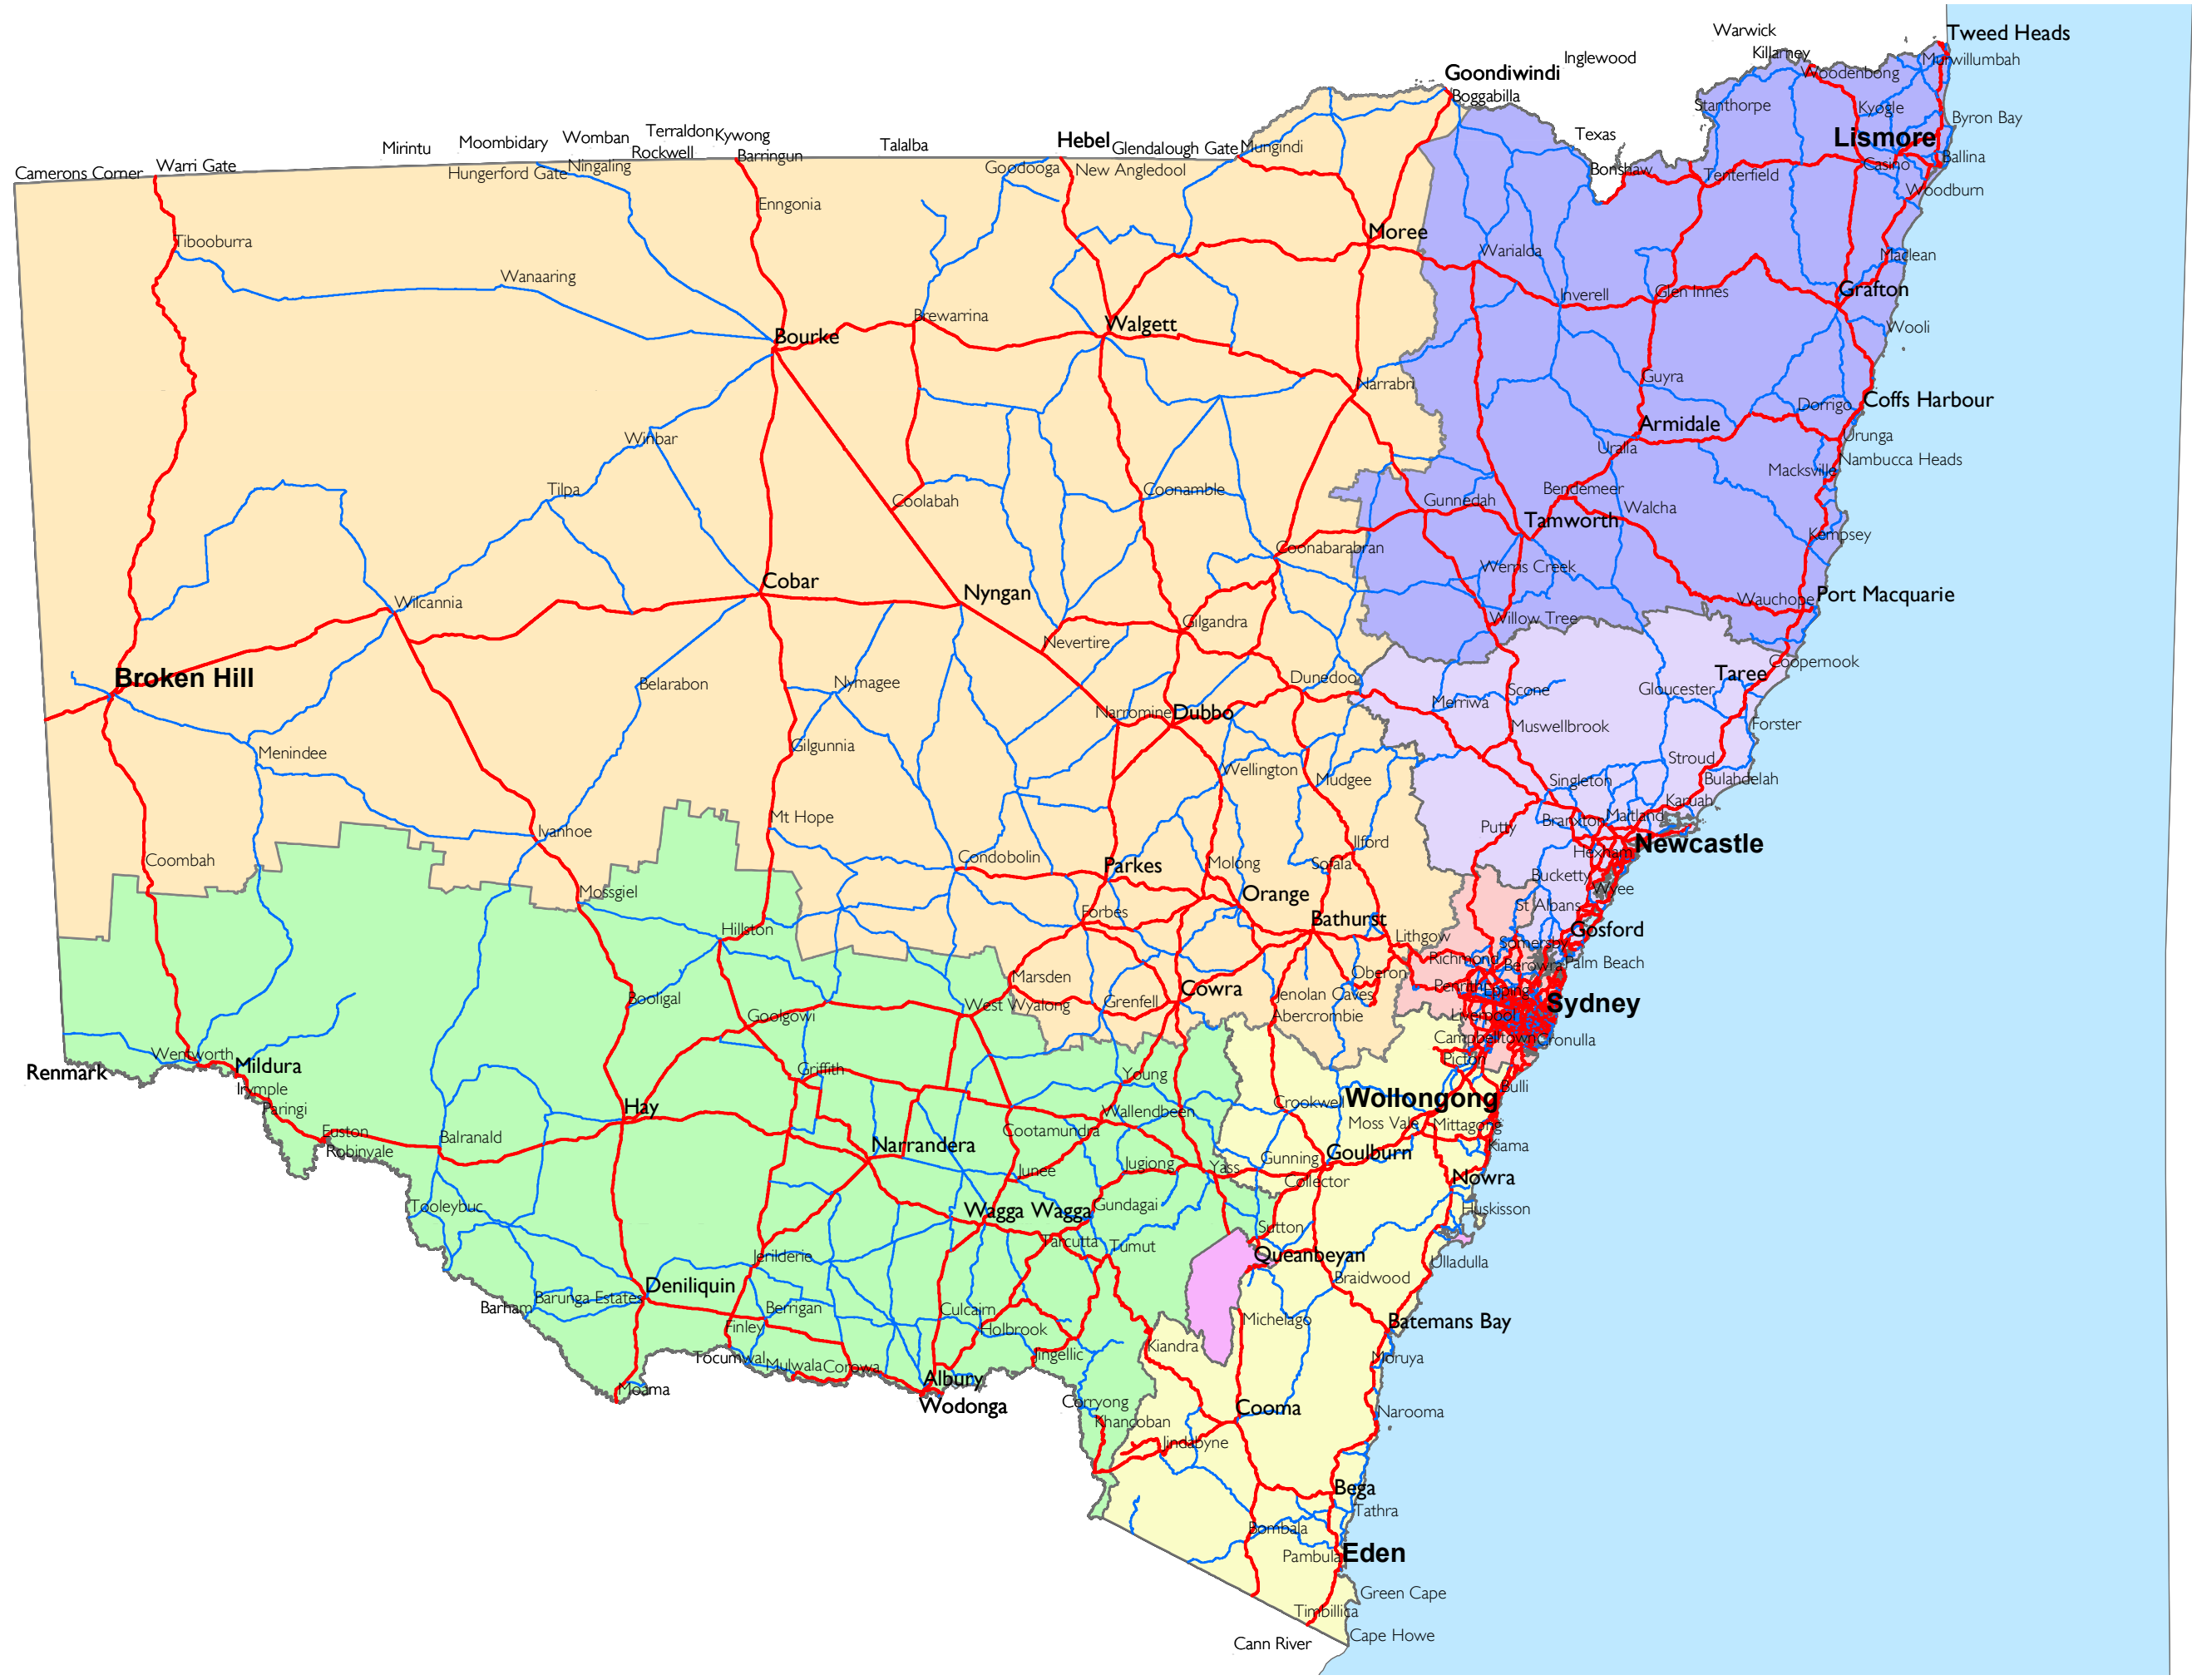 Tweed Heads
Warwick
Killarney
Murwillumbah
Inglewood
Goondiwindi
Woodenbong
Boggabilla
Stanthorpe
Kyogle
Byron Bay
Lismore
Texas
Terraldon
Kywong
Womban
Moombidary
Mirintu
Rockwell
Barringun
Talalba
Hebel
Glendalough Gate
Mungindi
Ballina
Casino
Camerons Corner
Warri Gate
Hungerford Gate
Ningaling
Goodooga
New Angledool
Bonshaw
Tenterfield
Woodburn
Enngonia
Moree
Tibooburra
Warialda
Maclean
Wanaaring
Inverell
Glen Innes
Grafton
Brewarrina
Walgett
Wooli
Bourke
Narrabri
Guyra
Coffs Harbour
Dorrigo
Winbar
Armidale
Urunga
Uralla
Nambucca Heads
Macksville
Tilpa
Coolabah
Coonamble
Gunnedah
Bendemeer
Walcha
Tamworth
Kempsey
Coonabarabran
Werris Creek
Cobar
Nyngan
Wilcannia
Wauchope
Port Macquarie
Gilgandra
Willow Tree
Nevertire
Coopernook
Broken Hill
Belarabon
Nymagee
Dunedoo
Merriwa
Scone
Gloucester
Taree
Narromine
Dubbo
Muswellbrook
Forster
Menindee
Gilgunnia
Wellington
Mudgee
Stroud
Singleton
Bulahdelah
Karuah
Mt Hope
Ivanhoe
Putty
Branxton
Maitland
Newcastle
Coombah
Condobolin
Parkes
Molong
Sofala
Ilford
Hexham
Bucketty
Mossgiel
Orange
Wyee
St Albans
Forbes
Bathurst
Hillston
Lithgow
Gosford
Somersby
Richmond
Berowra
Palm Beach
Marsden
Oberon
Booligal
West Wyalong
Grenfell
Cowra
Jenolan Caves
Penrith
Epping
Sydney
Goolgowi
Abercrombie
Liverpool
Campbelltown
Cronulla
Wentworth
Mildura
Renmark
Picton
Irymple
Griffith
Young
Bulli
Paringi
Hay
Wallendbeen
Crookwell
Wollongong
Euston
Robinvale
Balranald
Cootamundra
Moss Vale
Mittagong
Narrandera
Kiama
Junee
Jugiong
Yass
Gunning
Goulburn
Collector
Nowra
Tooleybuc
Wagga Wagga
Gundagai
Huskisson
Tarcutta
Tumut
Sutton
Jerilderie
Queanbeyan
Ulladulla
Deniliquin
Braidwood
Barham
Barunga Estates
Berrigan
Culcairn
Michelago
Batemans Bay
Finley
Holbrook
Kiandra
Tocumwal
Mulwala
Corowa
Jingellic
Moruya
Moama
Albury
Wodonga
Corryong
Khancoban
Cooma
Narooma
Jindabyne
Bega
Tathra
Bombala
Pambula
Eden
Green Cape
Timbillica
Cann River
Cape Howe